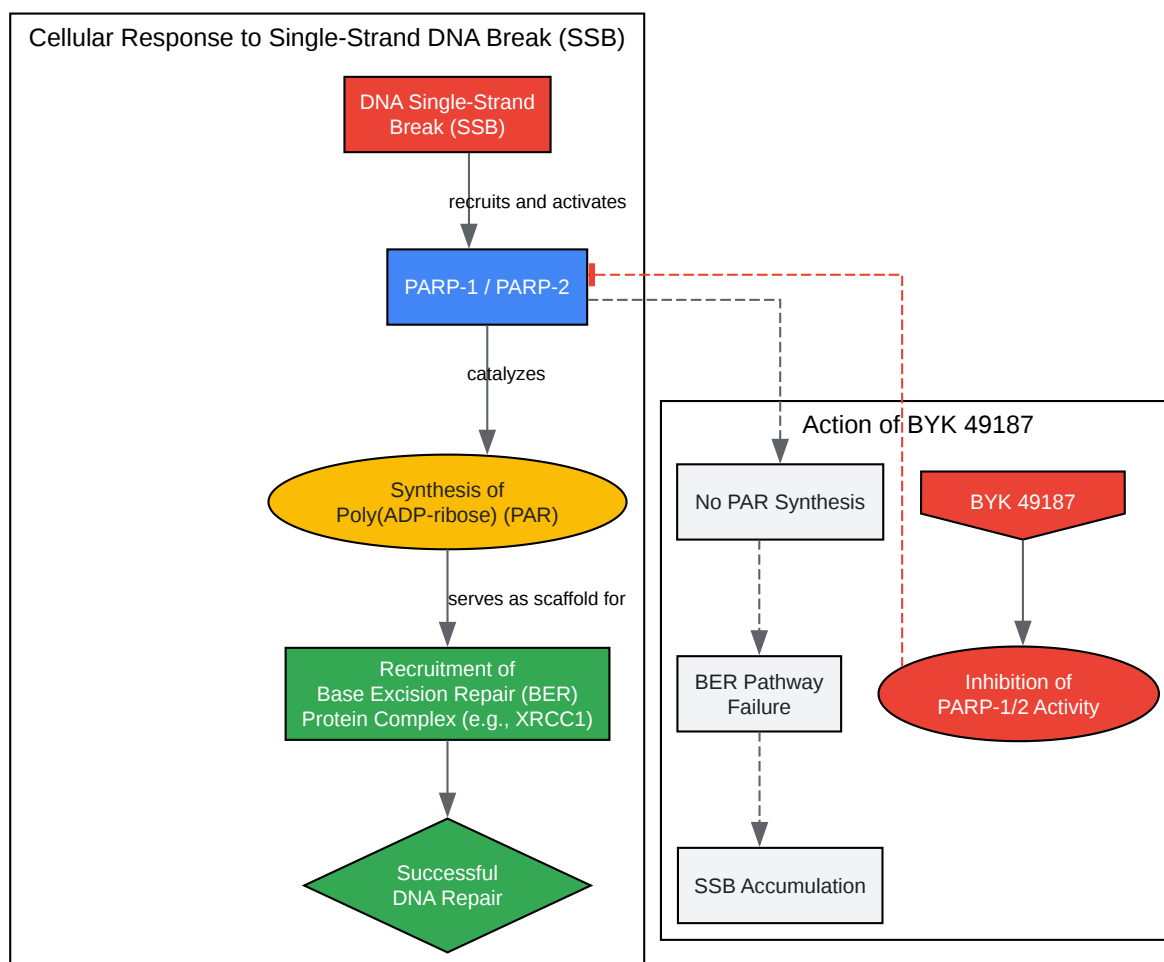 Cellular Response to Single-Strand DNA Break (SSB)
DNA Single-Strand
Break (SSB)
recruits and activates
PARP-1 / PARP-2
catalyzes
Synthesis of
Poly(ADP-ribose) (PAR)
serves as scaffold for
Recruitment of
Base Excision Repair (BER)
Protein Complex (e.g., XRCC1)
Successful
DNA Repair
Action of BYK 49187
No PAR Synthesis
BER Pathway
Failure
SSB Accumulation
BYK 49187
Inhibition of
PARP-1/2 Activity